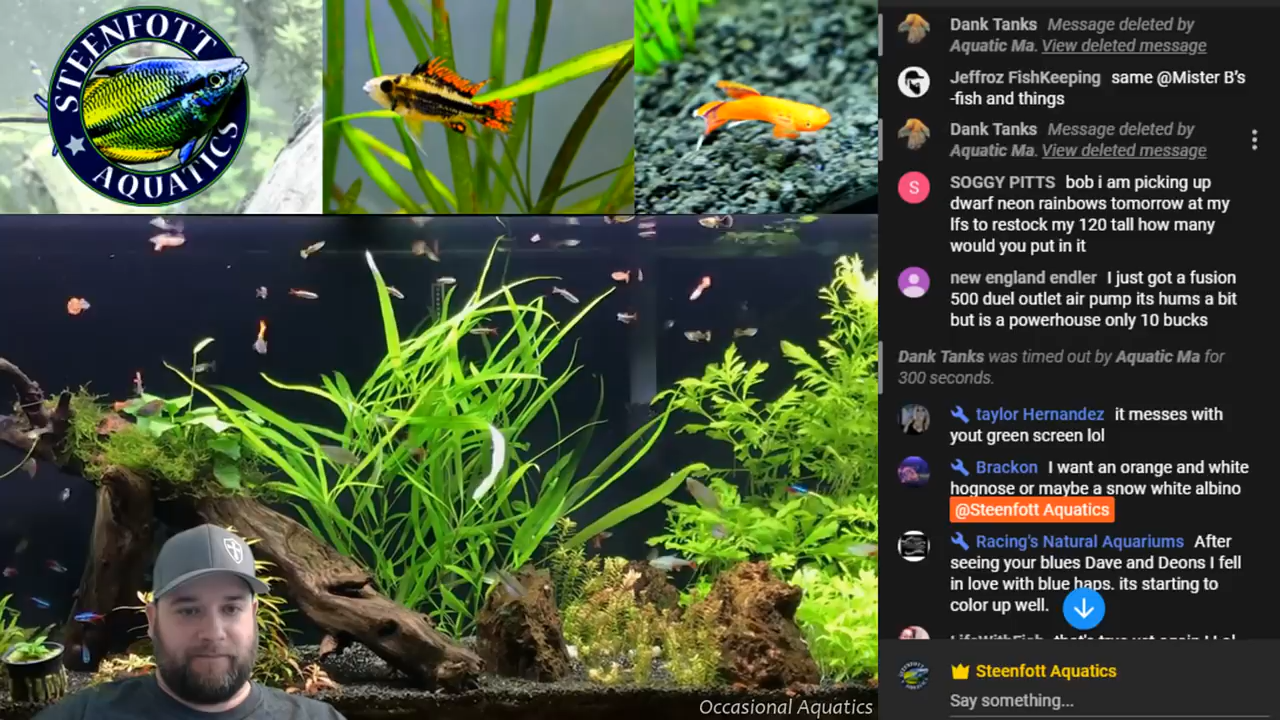 STEENFOTT
AQUATICS
Occasional Aquatics
Dank Tanks Message deleted by
Aquatic Ma. View deleted message
Jeffroz FishKeeping same @Mister B's
-fish and things
Dank Tanks Message deleted by
Aquatic Ma. View deleted message
S
SOGGY PITTS bob i am picking up
dwarf neon rainbows tomorrow at my
lfs to restock my 120 tall how many
would you put in it
new england endler I just got a fusion
500 duel outlet air pump its hums a bit
but is a powerhouse only 10 bucks
Dank Tanks was timed out by Aquatic Ma for
300 seconds.
taylor Hernandez it messes with
yout green screen lol
Brackon I want an orange and white
hognose or maybe a snow white albino
@Steenfott Aquatics
Racing's Natural Aquariums After
seeing your blues Dave and Deons I fell
in love with blue haps. its starting to
color up well.
Steenfott Aquatics
Say something...